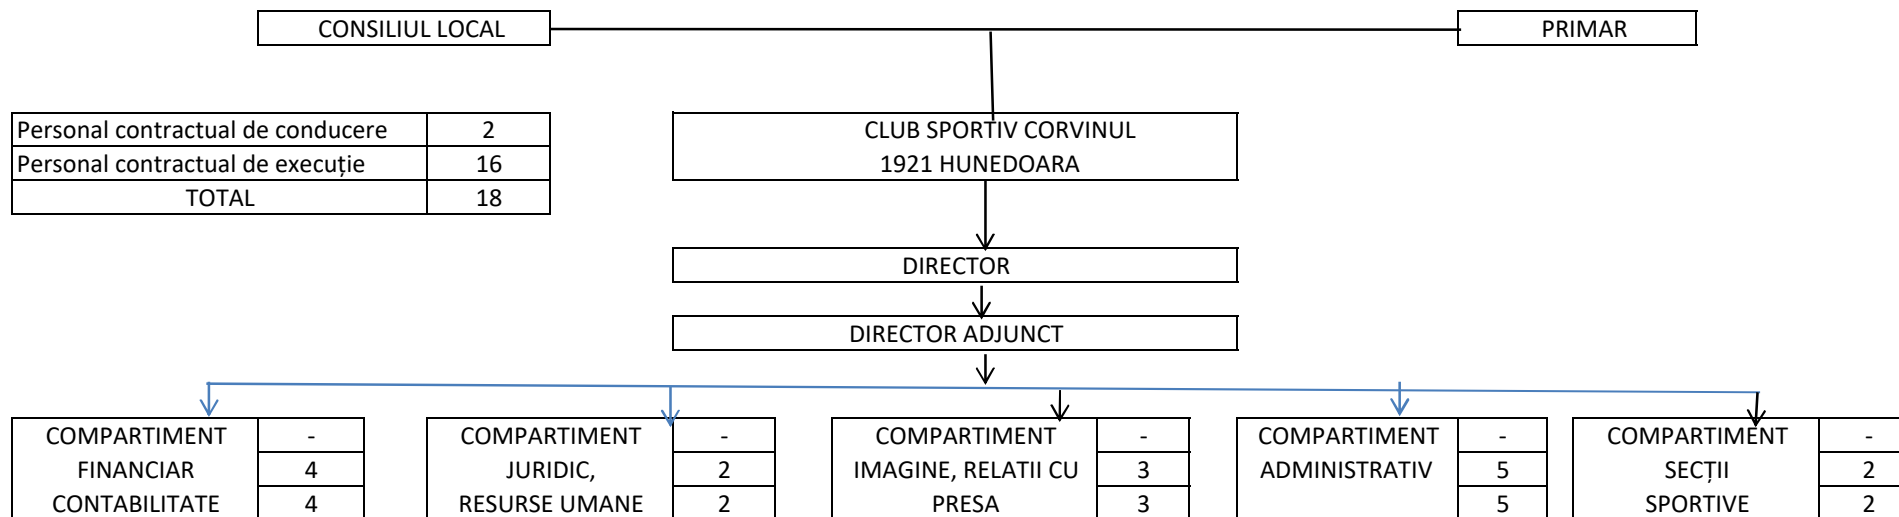 CONSILIUL LOCAL
PRIMAR
Personal contractual de conducere 2
Personal contractual de execuție 16
TOTAL 18
CLUB SPORTIV CORVINUL
1921 HUNEDOARA
DIRECTOR
DIRECTOR ADJUNCT
COMPARTIMENT -
FINANCIAR 4
CONTABILITATE 4
COMPARTIMENT -
JURIDIC, 2
RESURSE UMANE 2
COMPARTIMENT -
IMAGINE, RELATII CU 3
PRESA 3
COMPARTIMENT -
ADMINISTRATIV 5
5
COMPARTIMENT -
SECȚII 2
SPORTIVE 2